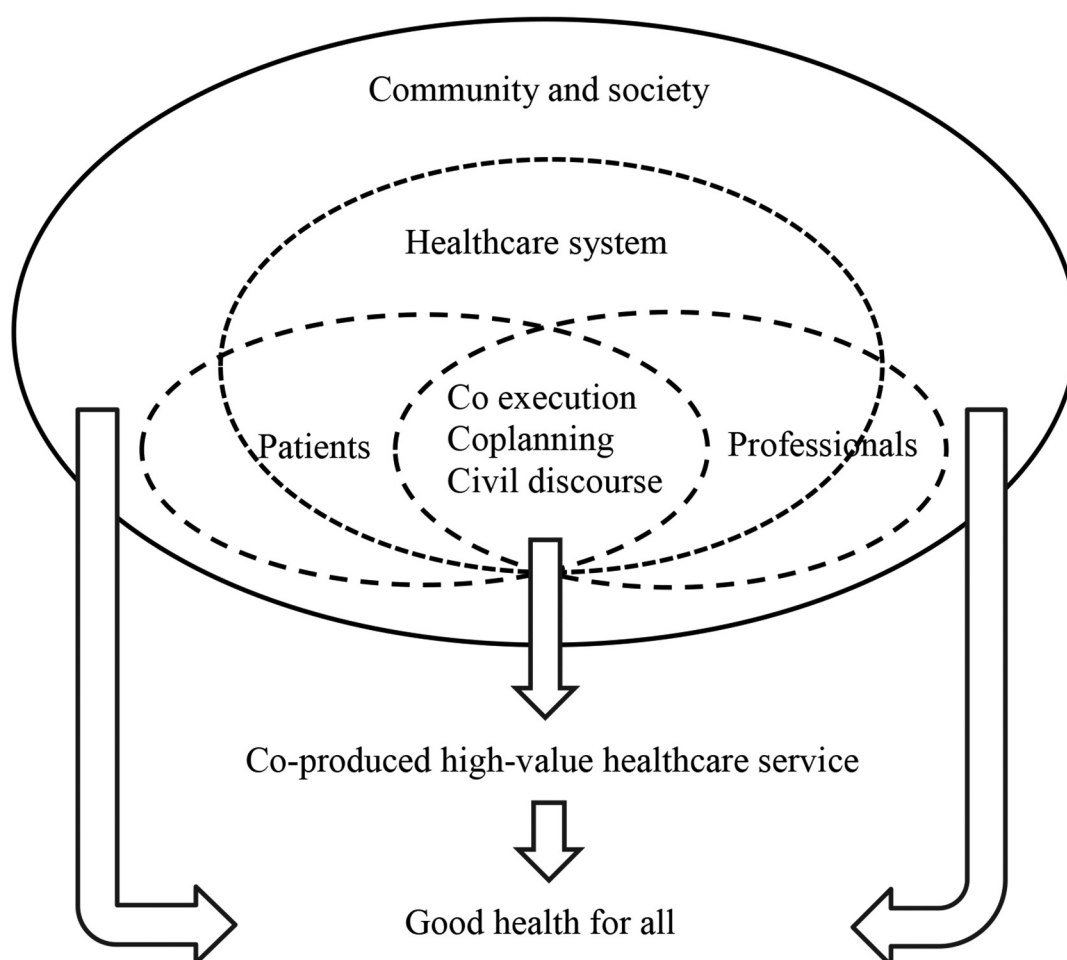 Community and society
Healthcare system
Co execution
Coplanning
Civil discourse
Patients
Professionals
Co-produced high-value healthcare service
Good health for all